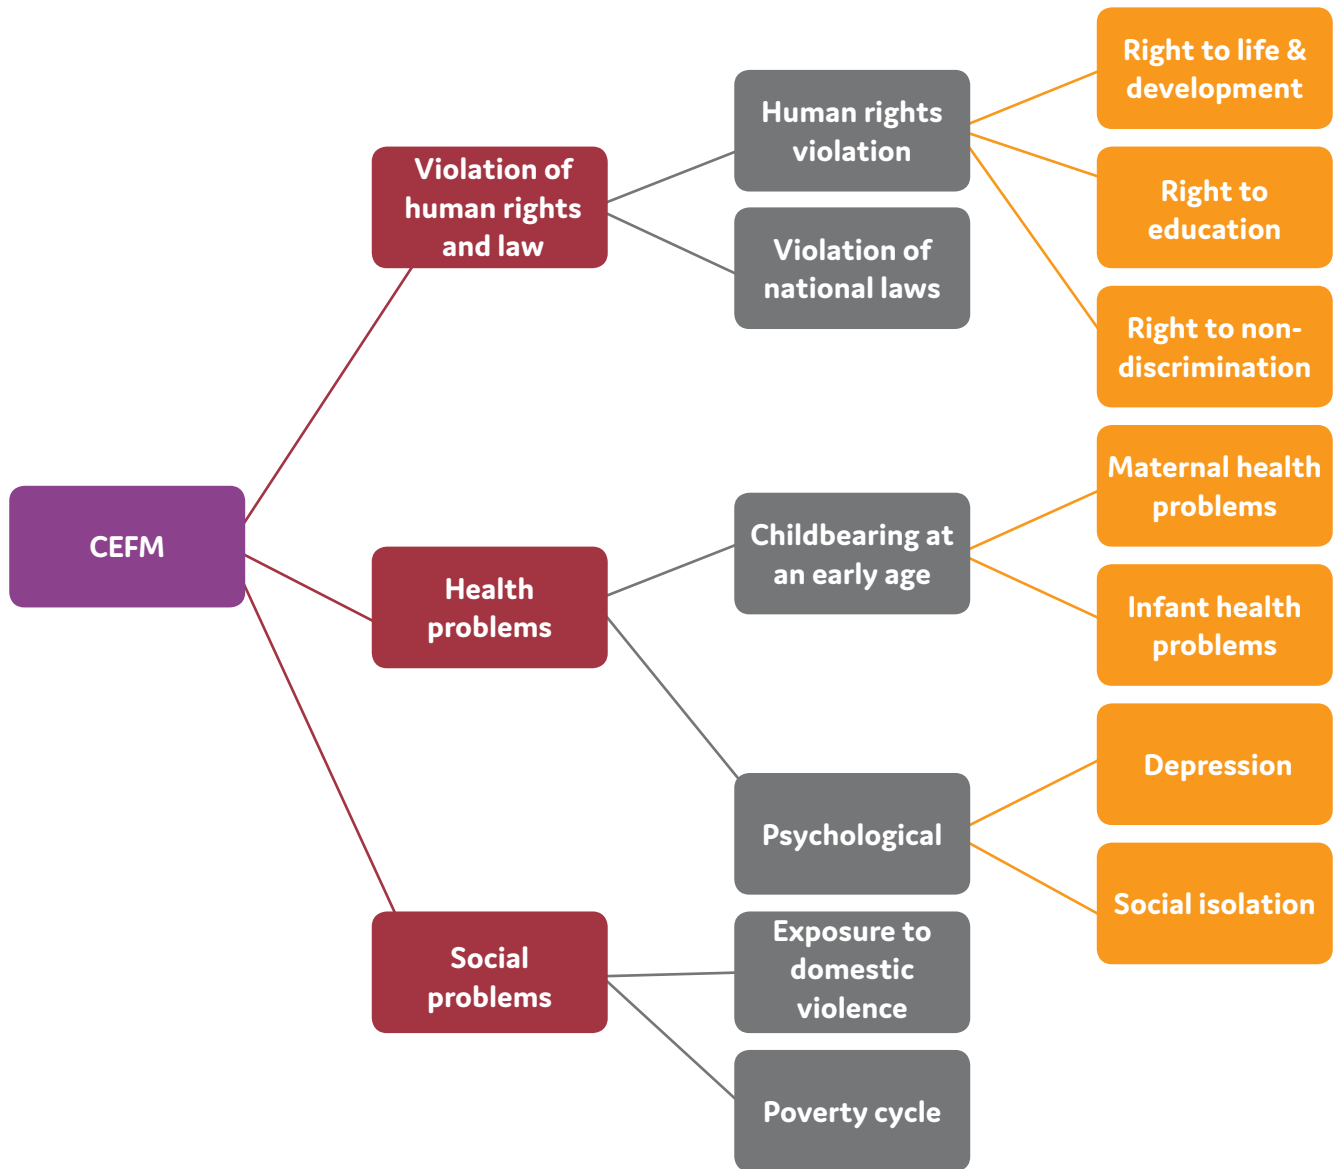 CEFM
Violation of
human rights
and law
Human rights
violation
Right to life &
development
Right to
education
Right to non-
discrimination
Violation of
national laws
Health
problems
Childbearing at
an early age
Maternal health
problems
Infant health
problems
Psychological
Depression
Social isolation
Social
problems
Exposure to
domestic
violence
Poverty cycle